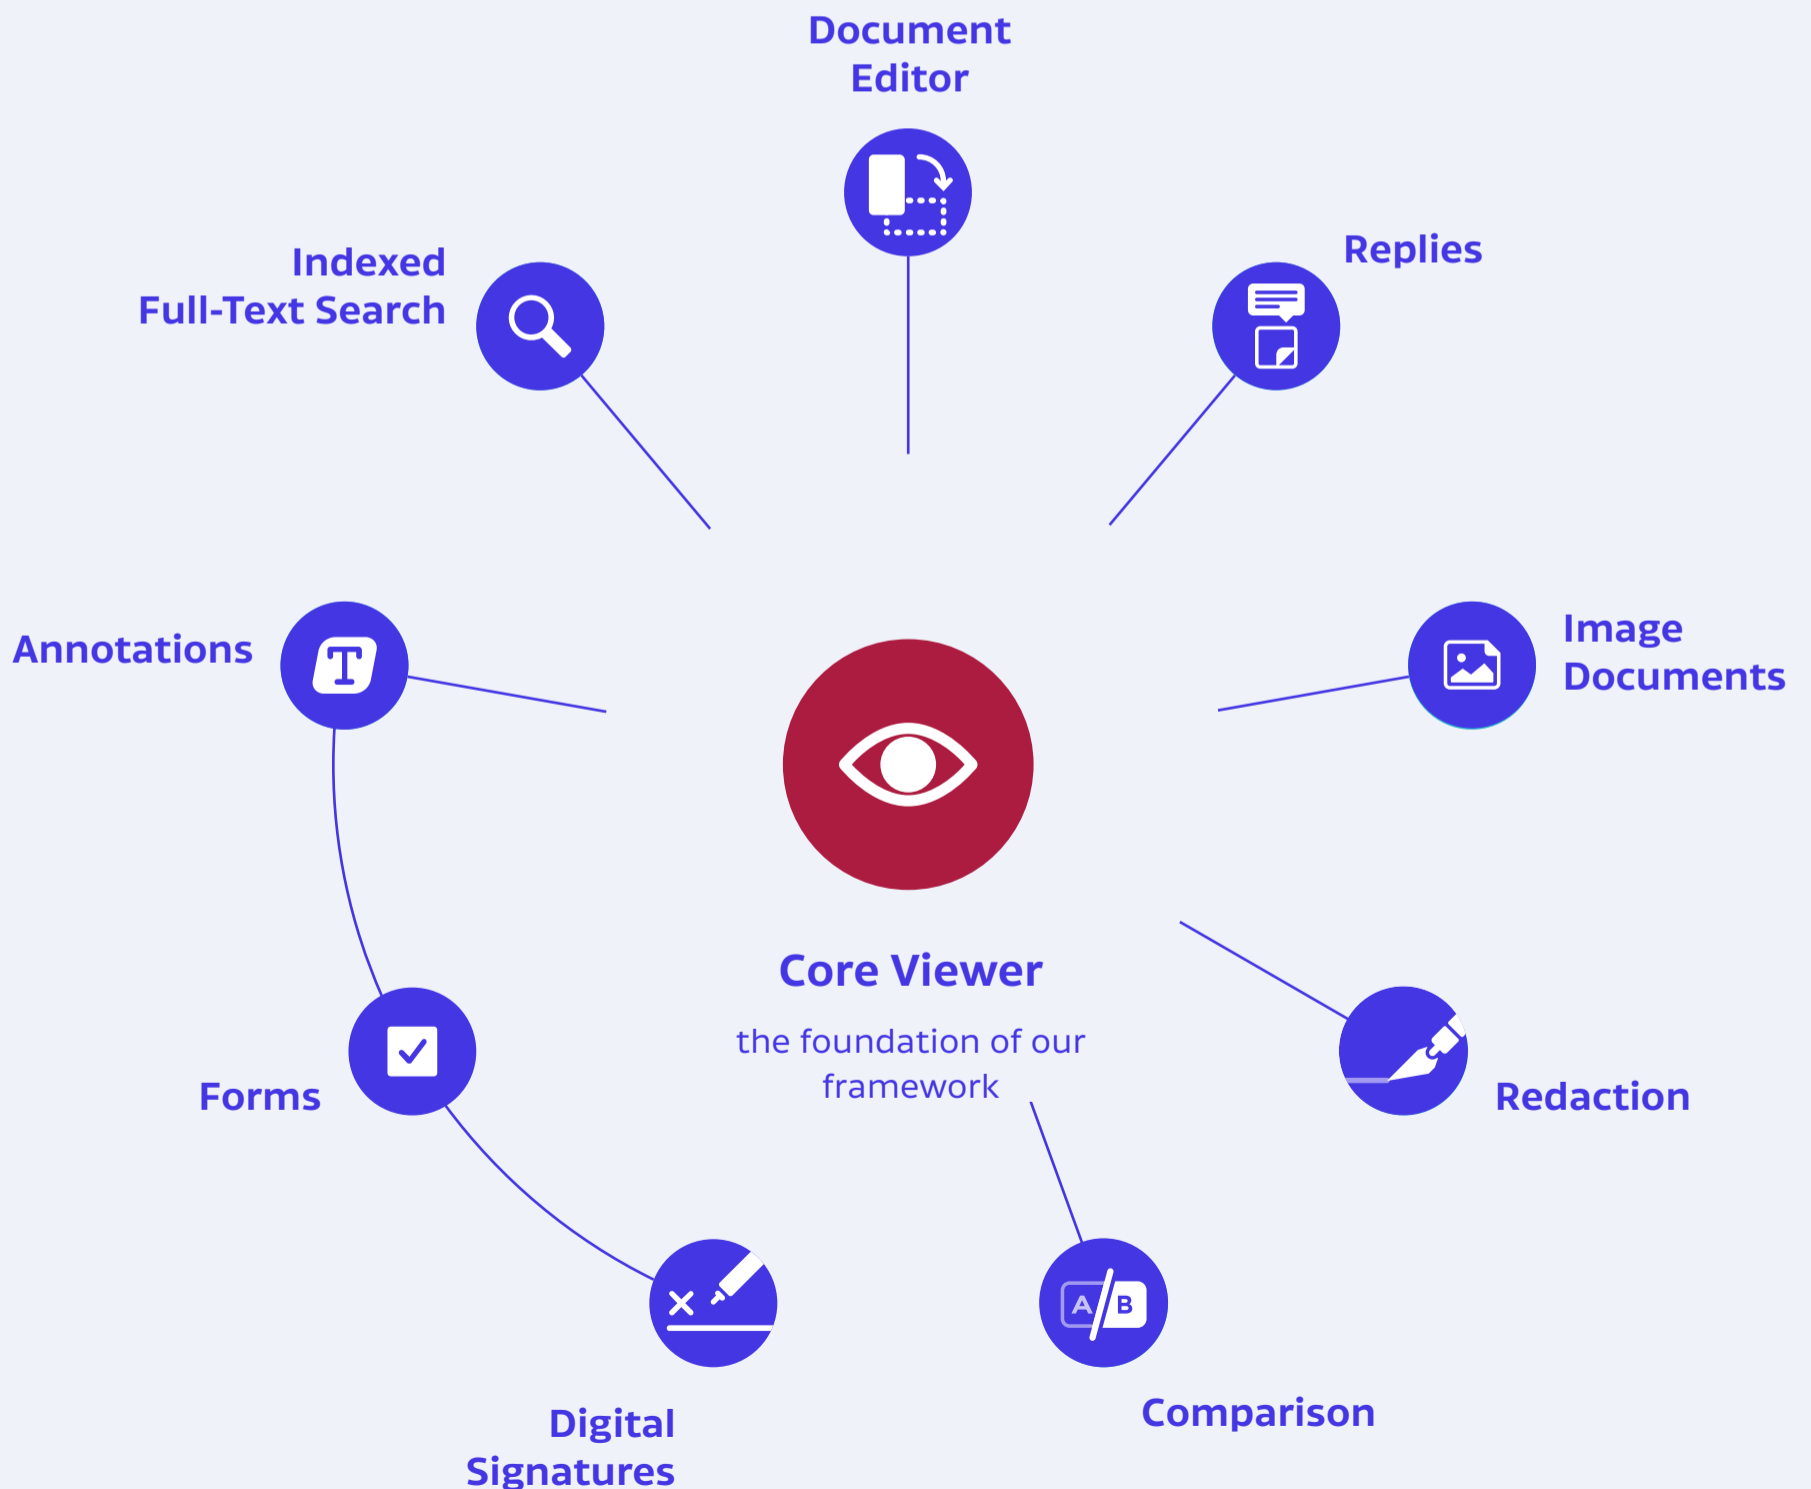 Document
Editor
Indexed
Full-Text Search
Replies
Annotations
T
Image
Documents
Core Viewer
the foundation of our
framework
Forms
Redaction
A B
Comparison
Digital
Signatures